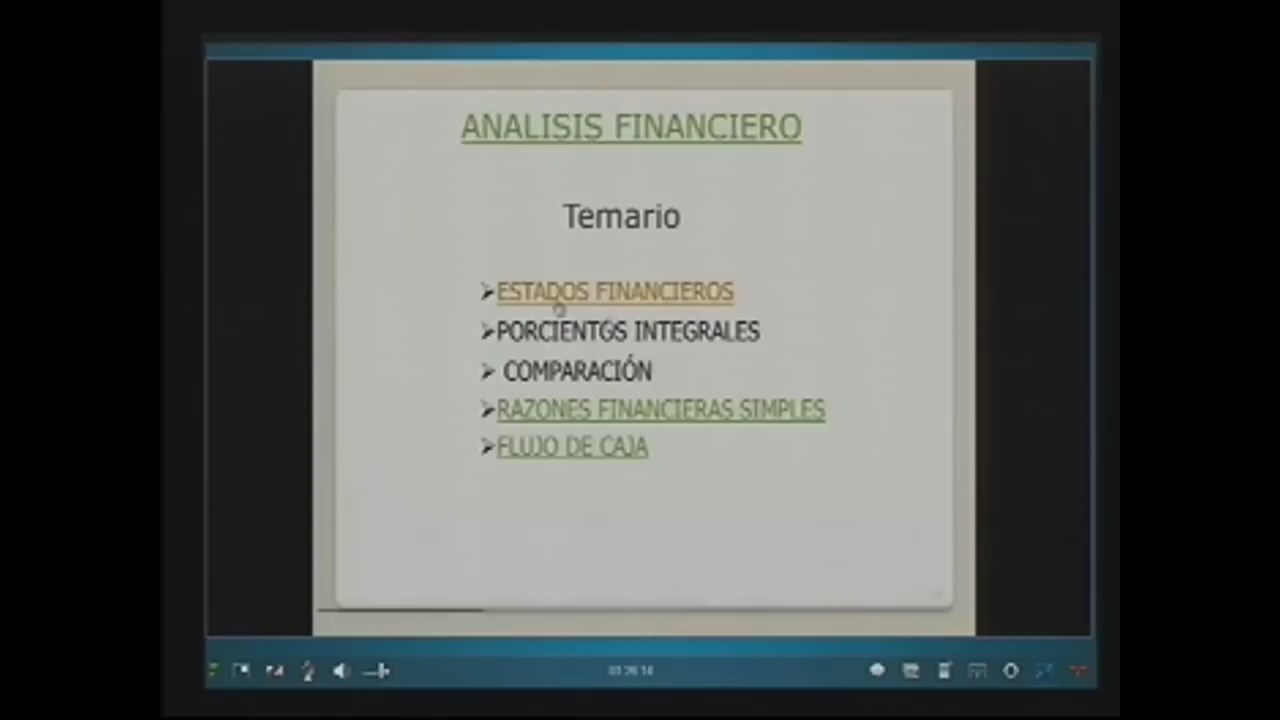 ANALISIS FINANCIERO
Temario
➢ESTADOS FINANCIEROS
➢PORCIENTOS INTEGRALES
➢ COMPARACIÓN
➢RAZONES FINANCIERAS SIMPLES
➢FLUJO DE CAJA